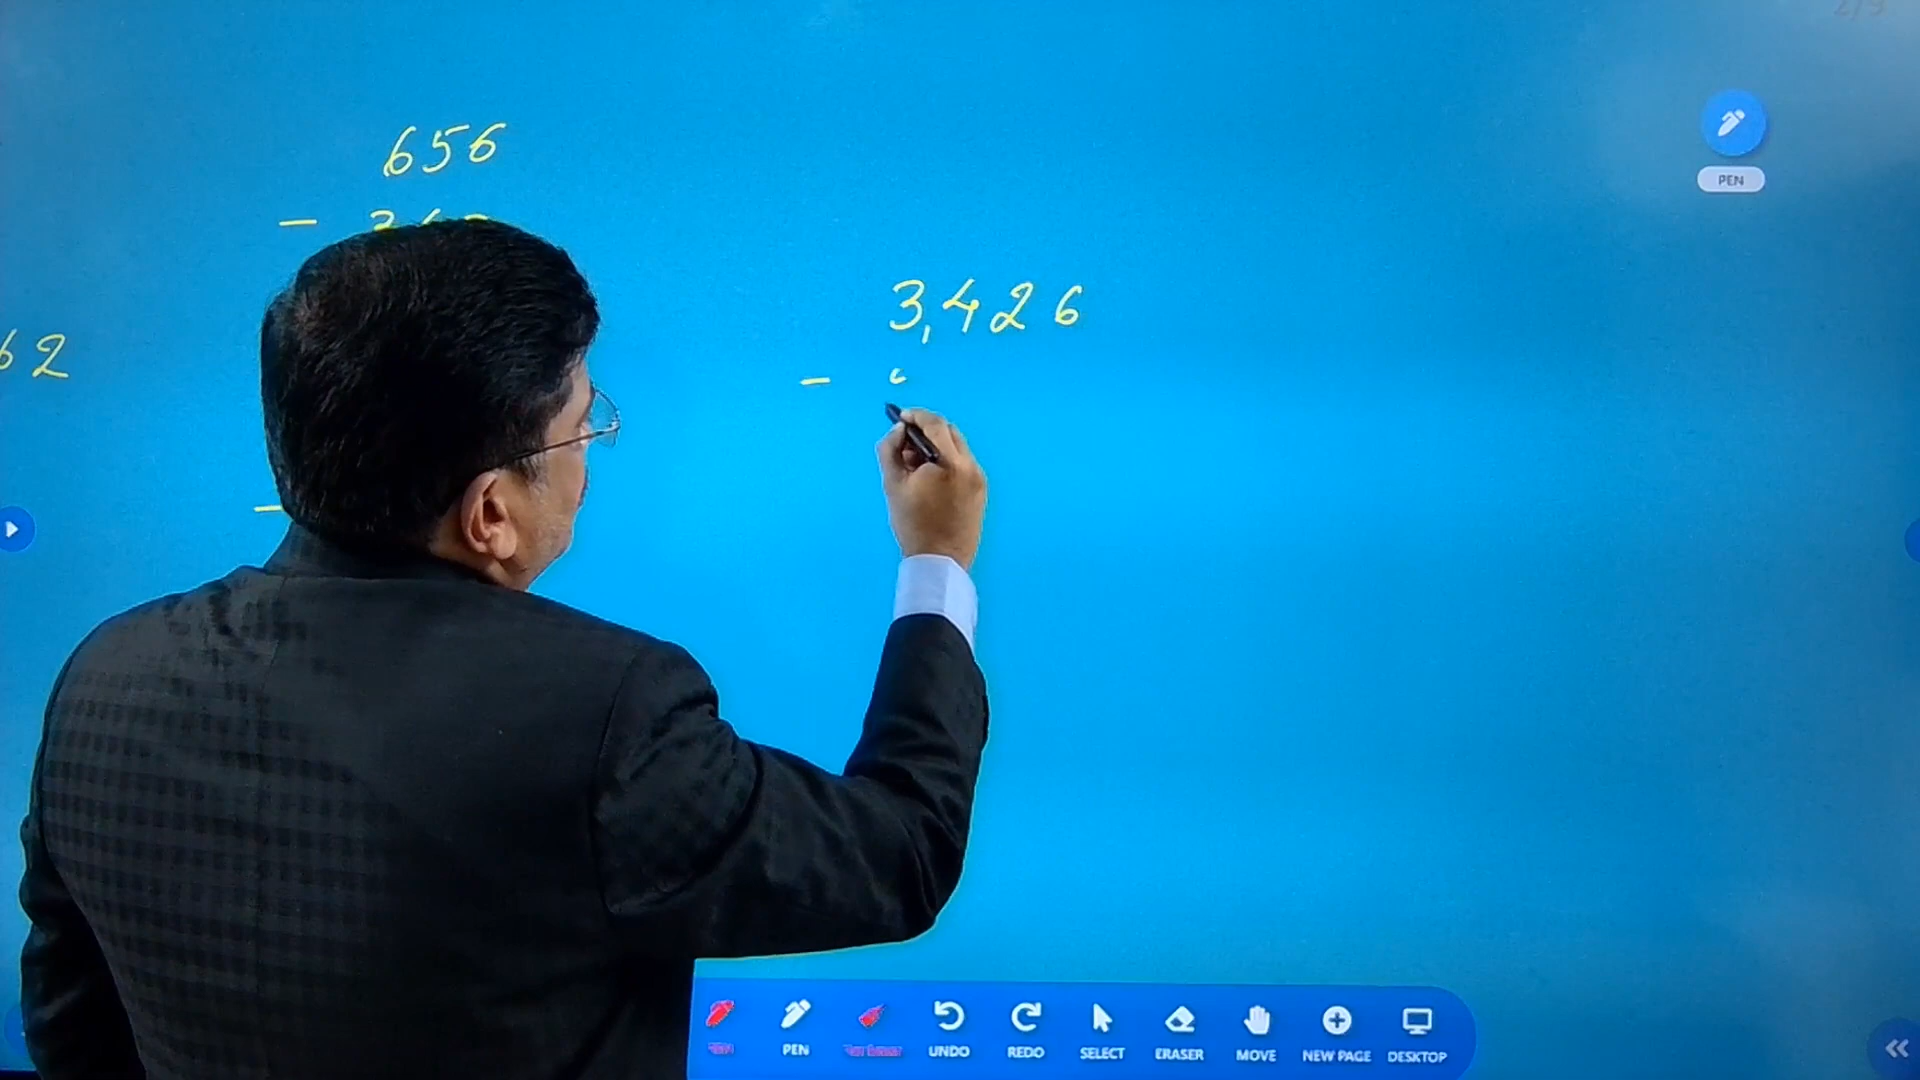 656
3,426
-
62
-
PEN
PEN
UNDO
REDO
SELECT
ERASER
MOVE
NEW PAGE
DESKTOP